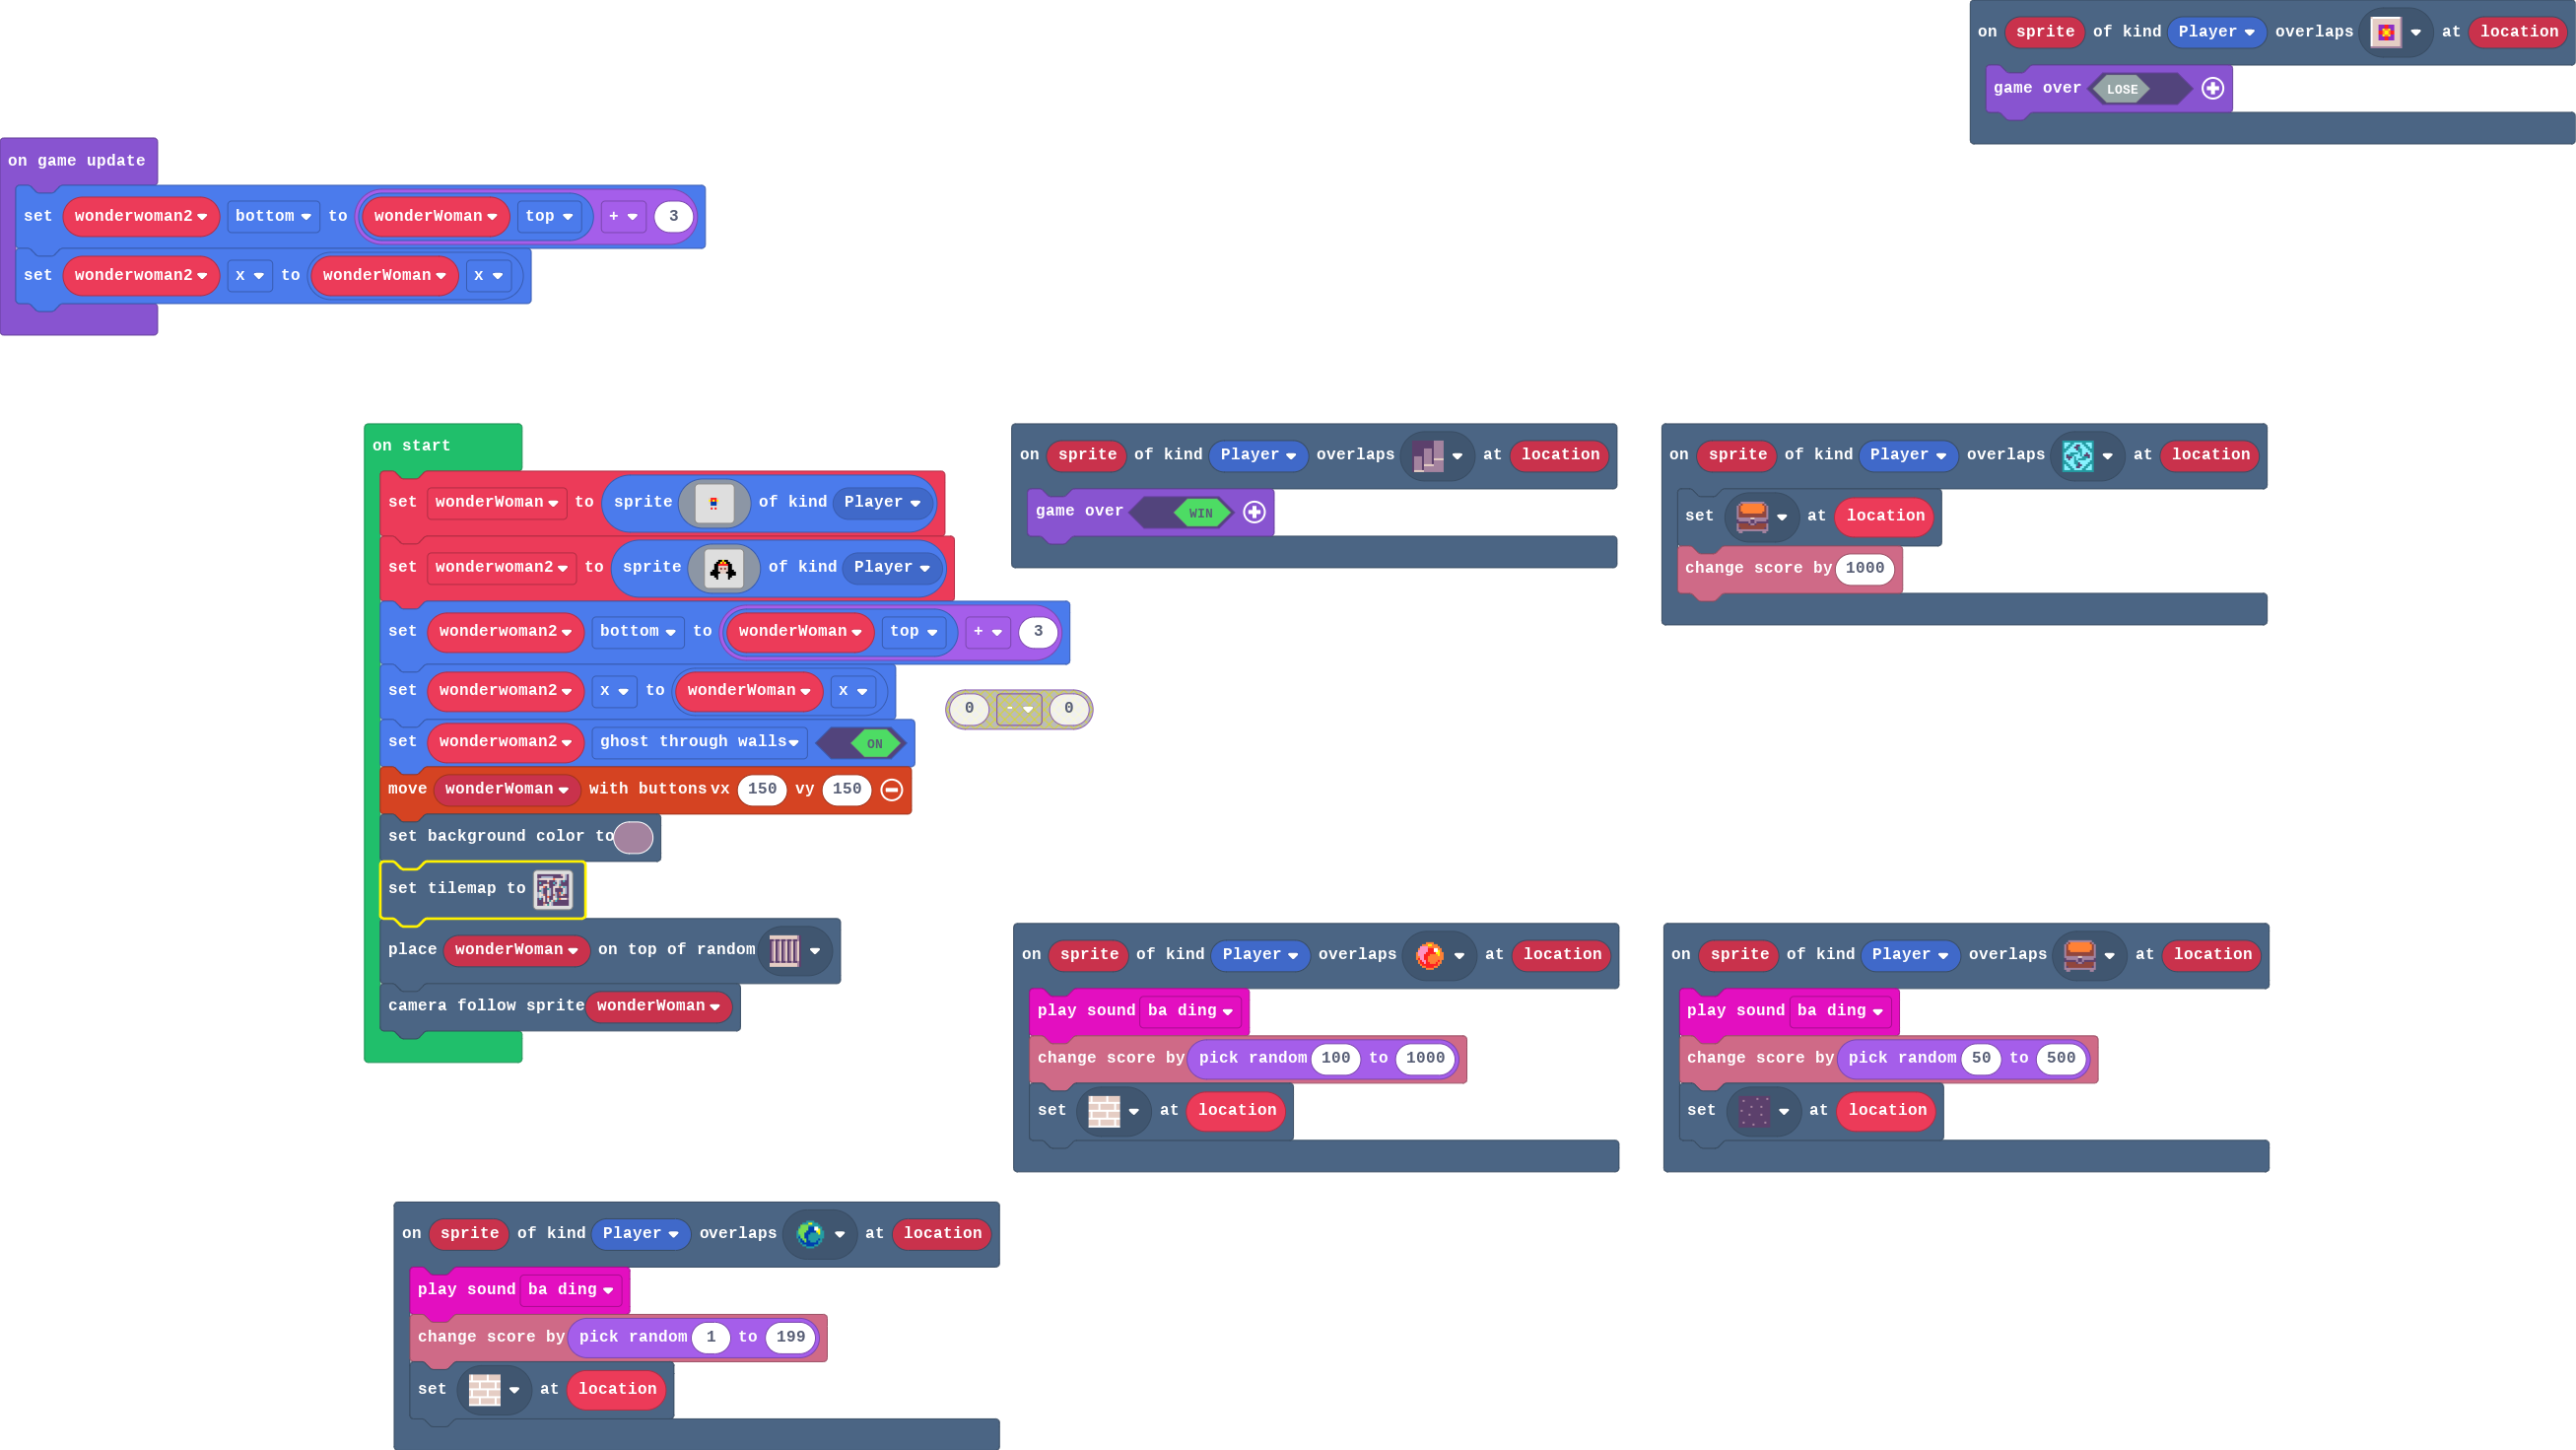 on sprite of kind Player overlaps at location
game over LOSE
on game update
set wonderwoman2 bottom to wonderWoman top + 3
set wonderwoman2 x to wonderWoman x
on start
set wonderWoman to sprite of kind Player
set wonderwoman2 to sprite of kind Player
set wonderwoman2 bottom to wonderWoman top + 3
set wonderwoman2 x to wonderWoman x
set wonderwoman2 ghost through walls ON
move wonderWoman with buttons vx 150 vy 150
set background color to
set tilemap to
place wonderWoman on top of random
camera follow sprite wonderWoman
0 - 0
on sprite of kind Player overlaps at location
game over WIN
on sprite of kind Player overlaps at location
set at location
change score by 1000
on sprite of kind Player overlaps at location
play sound ba ding
change score by pick random 100 to 1000
set at location
on sprite of kind Player overlaps at location
play sound ba ding
change score by pick random 50 to 500
set at location
on sprite of kind Player overlaps at location
play sound ba ding
change score by pick random 1 to 199
set at location